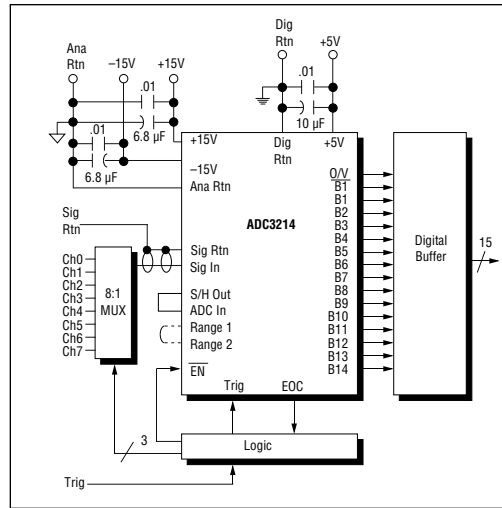 Ana
Rtn
–15V
+15V
Dig
Rtn
+5V
.01
6.8 µF
.01
6.8 µF
.01
10 µF
+15V
–15V
Ana Rtn
Dig
Rtn
+5V
ADC3214
Sig
Rtn
Sig Rtn
Sig In
S/H Out
ADC In
Range 1
Range 2
EN
Trig
EOC
Ch0
Ch1
Ch2
Ch3
Ch4
Ch5
Ch6
Ch7
8:1
MUX
O/V
B1
B1
B2
B3
B4
B5
B6
B7
B8
B9
B10
B11
B12
B13
B14
Digital
Buffer
15
3
Logic
Trig